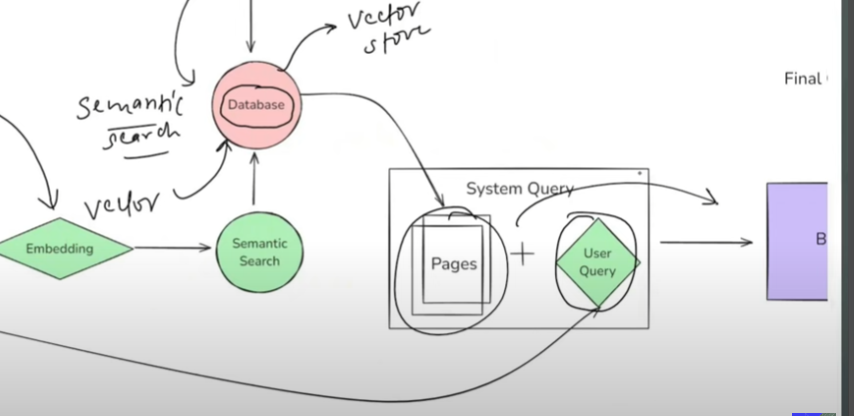 vector
store
Final
Database
Semantic
search
System Query
vector
Embedding
Semantic
Search
Pages
+
User
Query
B